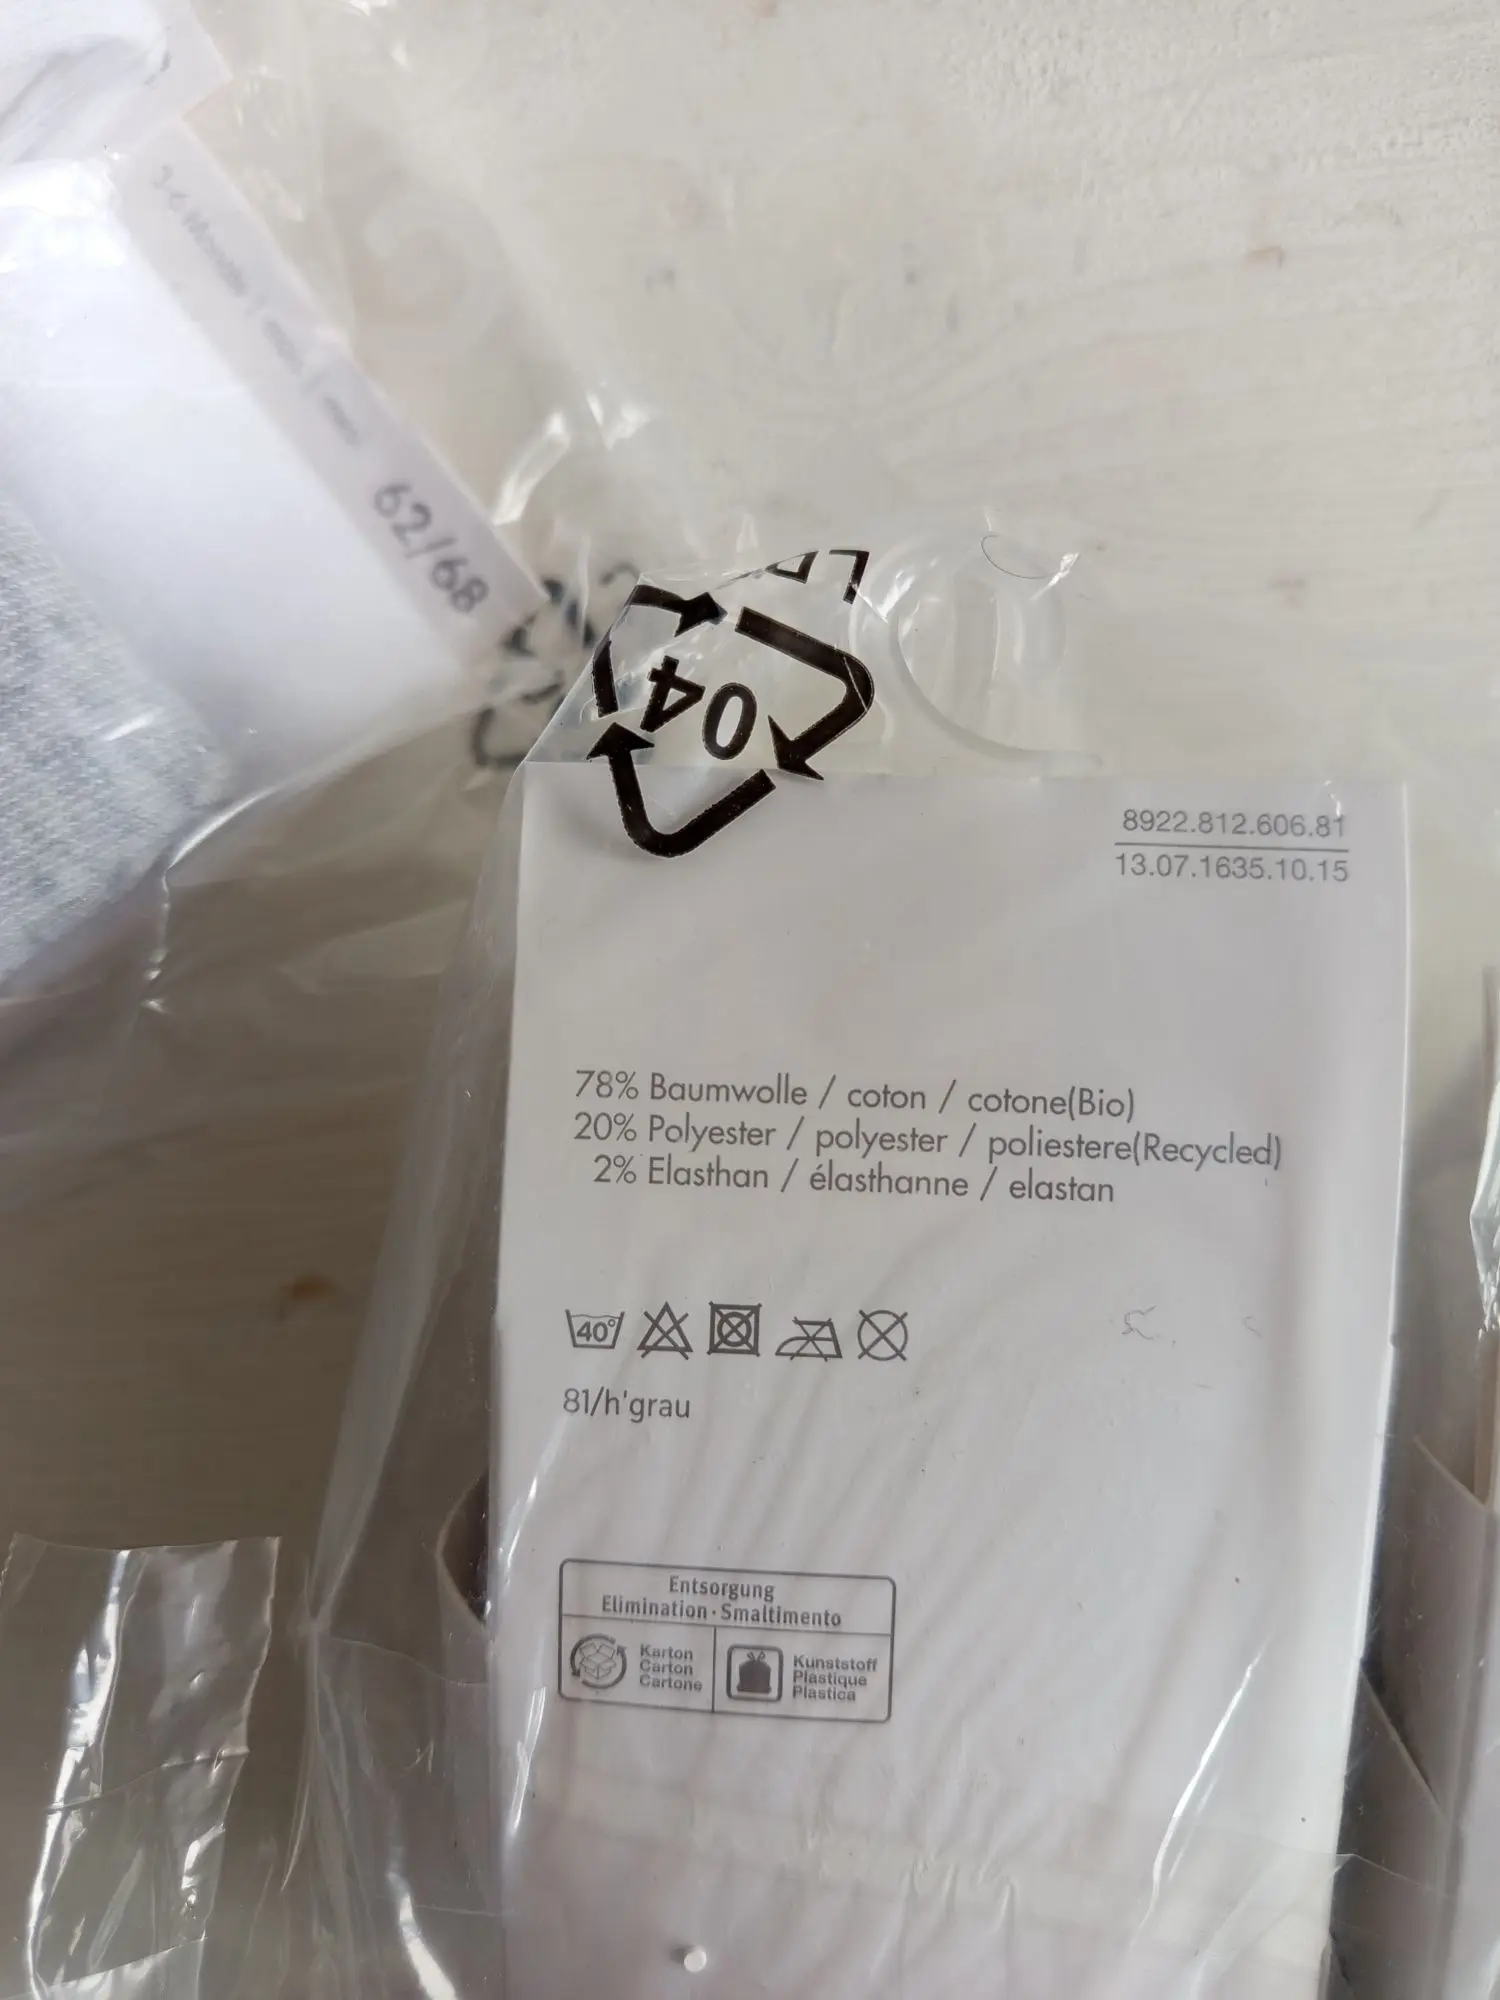 62/68
04
8922.812.606.81
13.07.1635.10.15
78% Baumwolle / coton / cotone(Bio)
20% Polyester / polyester / poliestere(Recycled)
2% Elasthan / élasthanne / elastan
40°
81/h'grau
Entsorgung
Elimination · Smaltimento
Karton
Carton
Cartone
Kunststoff
Plastique
Plastica